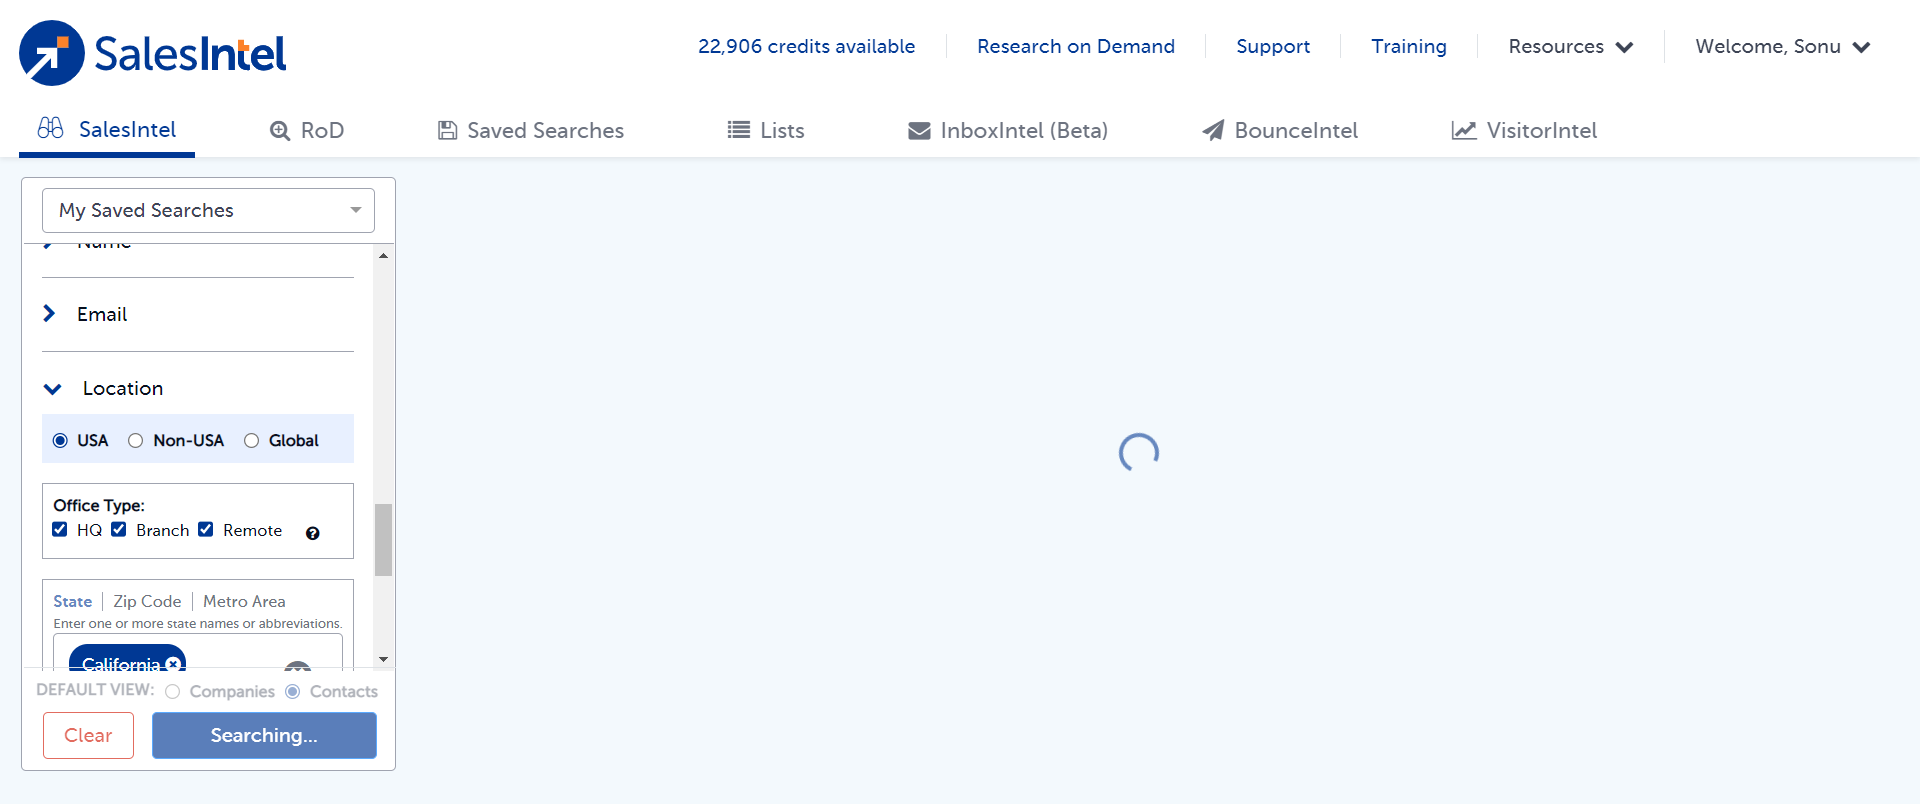 SalesIntel
22,906 credits available
Research on Demand
Support
Training
Resources
Welcome, Sonu
SalesIntel
RoD
Saved Searches
Lists
InboxIntel (Beta)
BounceIntel
VisitorIntel
My Saved Searches
Name
Email
Location
USA Non-USA Global
Office Type:
HQ Branch Remote
State Zip Code Metro Area
Enter one or more state names or abbreviations.
California
DEFAULT VIEW: Companies Contacts
Clear
Searching...